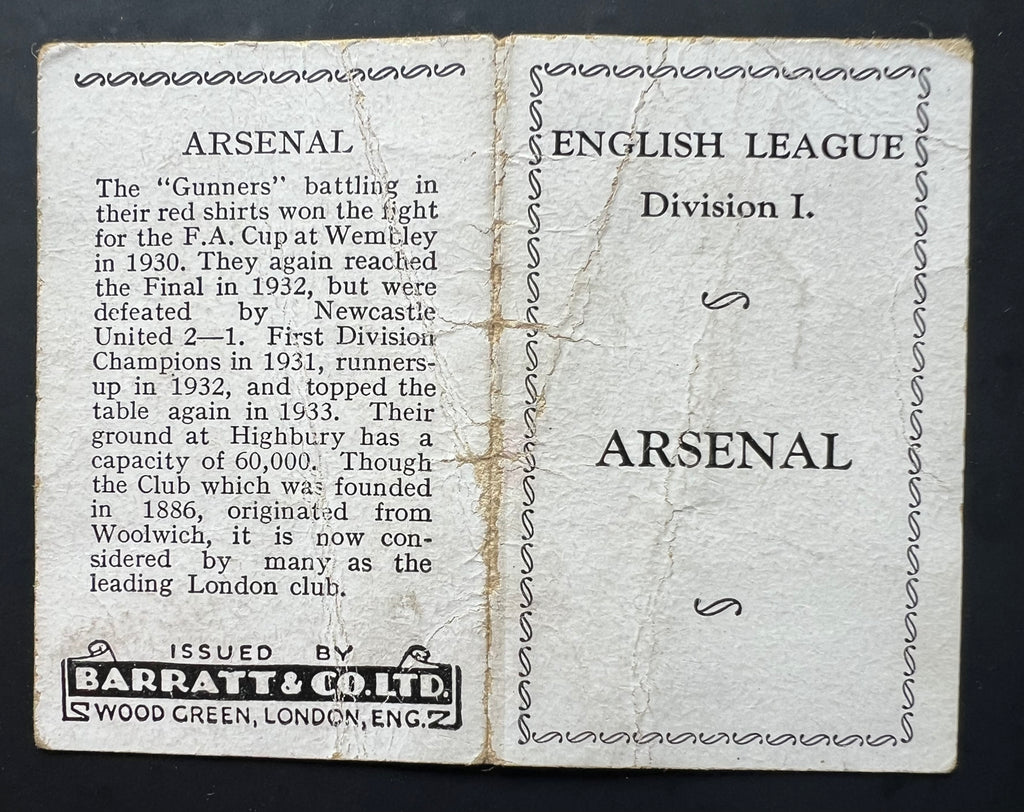 ARSENAL
The "Gunners" battling in
their red shirts won the fight
for the F.A. Cup at Wembley
in 1930. They again reached
the Final in 1932, but were
defeated by Newcastle
United 2—1. First Division
Champions in 1931, runners-
up in 1932, and topped the
table again in 1933. Their
ground at Highbury has a
capacity of 60,000. Though
the Club which was founded
in 1886, originated from
Woolwich, it is now con-
sidered by many as the
leading London club.
ISSUED BY
BARRATT & CO. LTD.
WOOD GREEN, LONDON, ENG.
ENGLISH LEAGUE
Division I.
ARSENAL